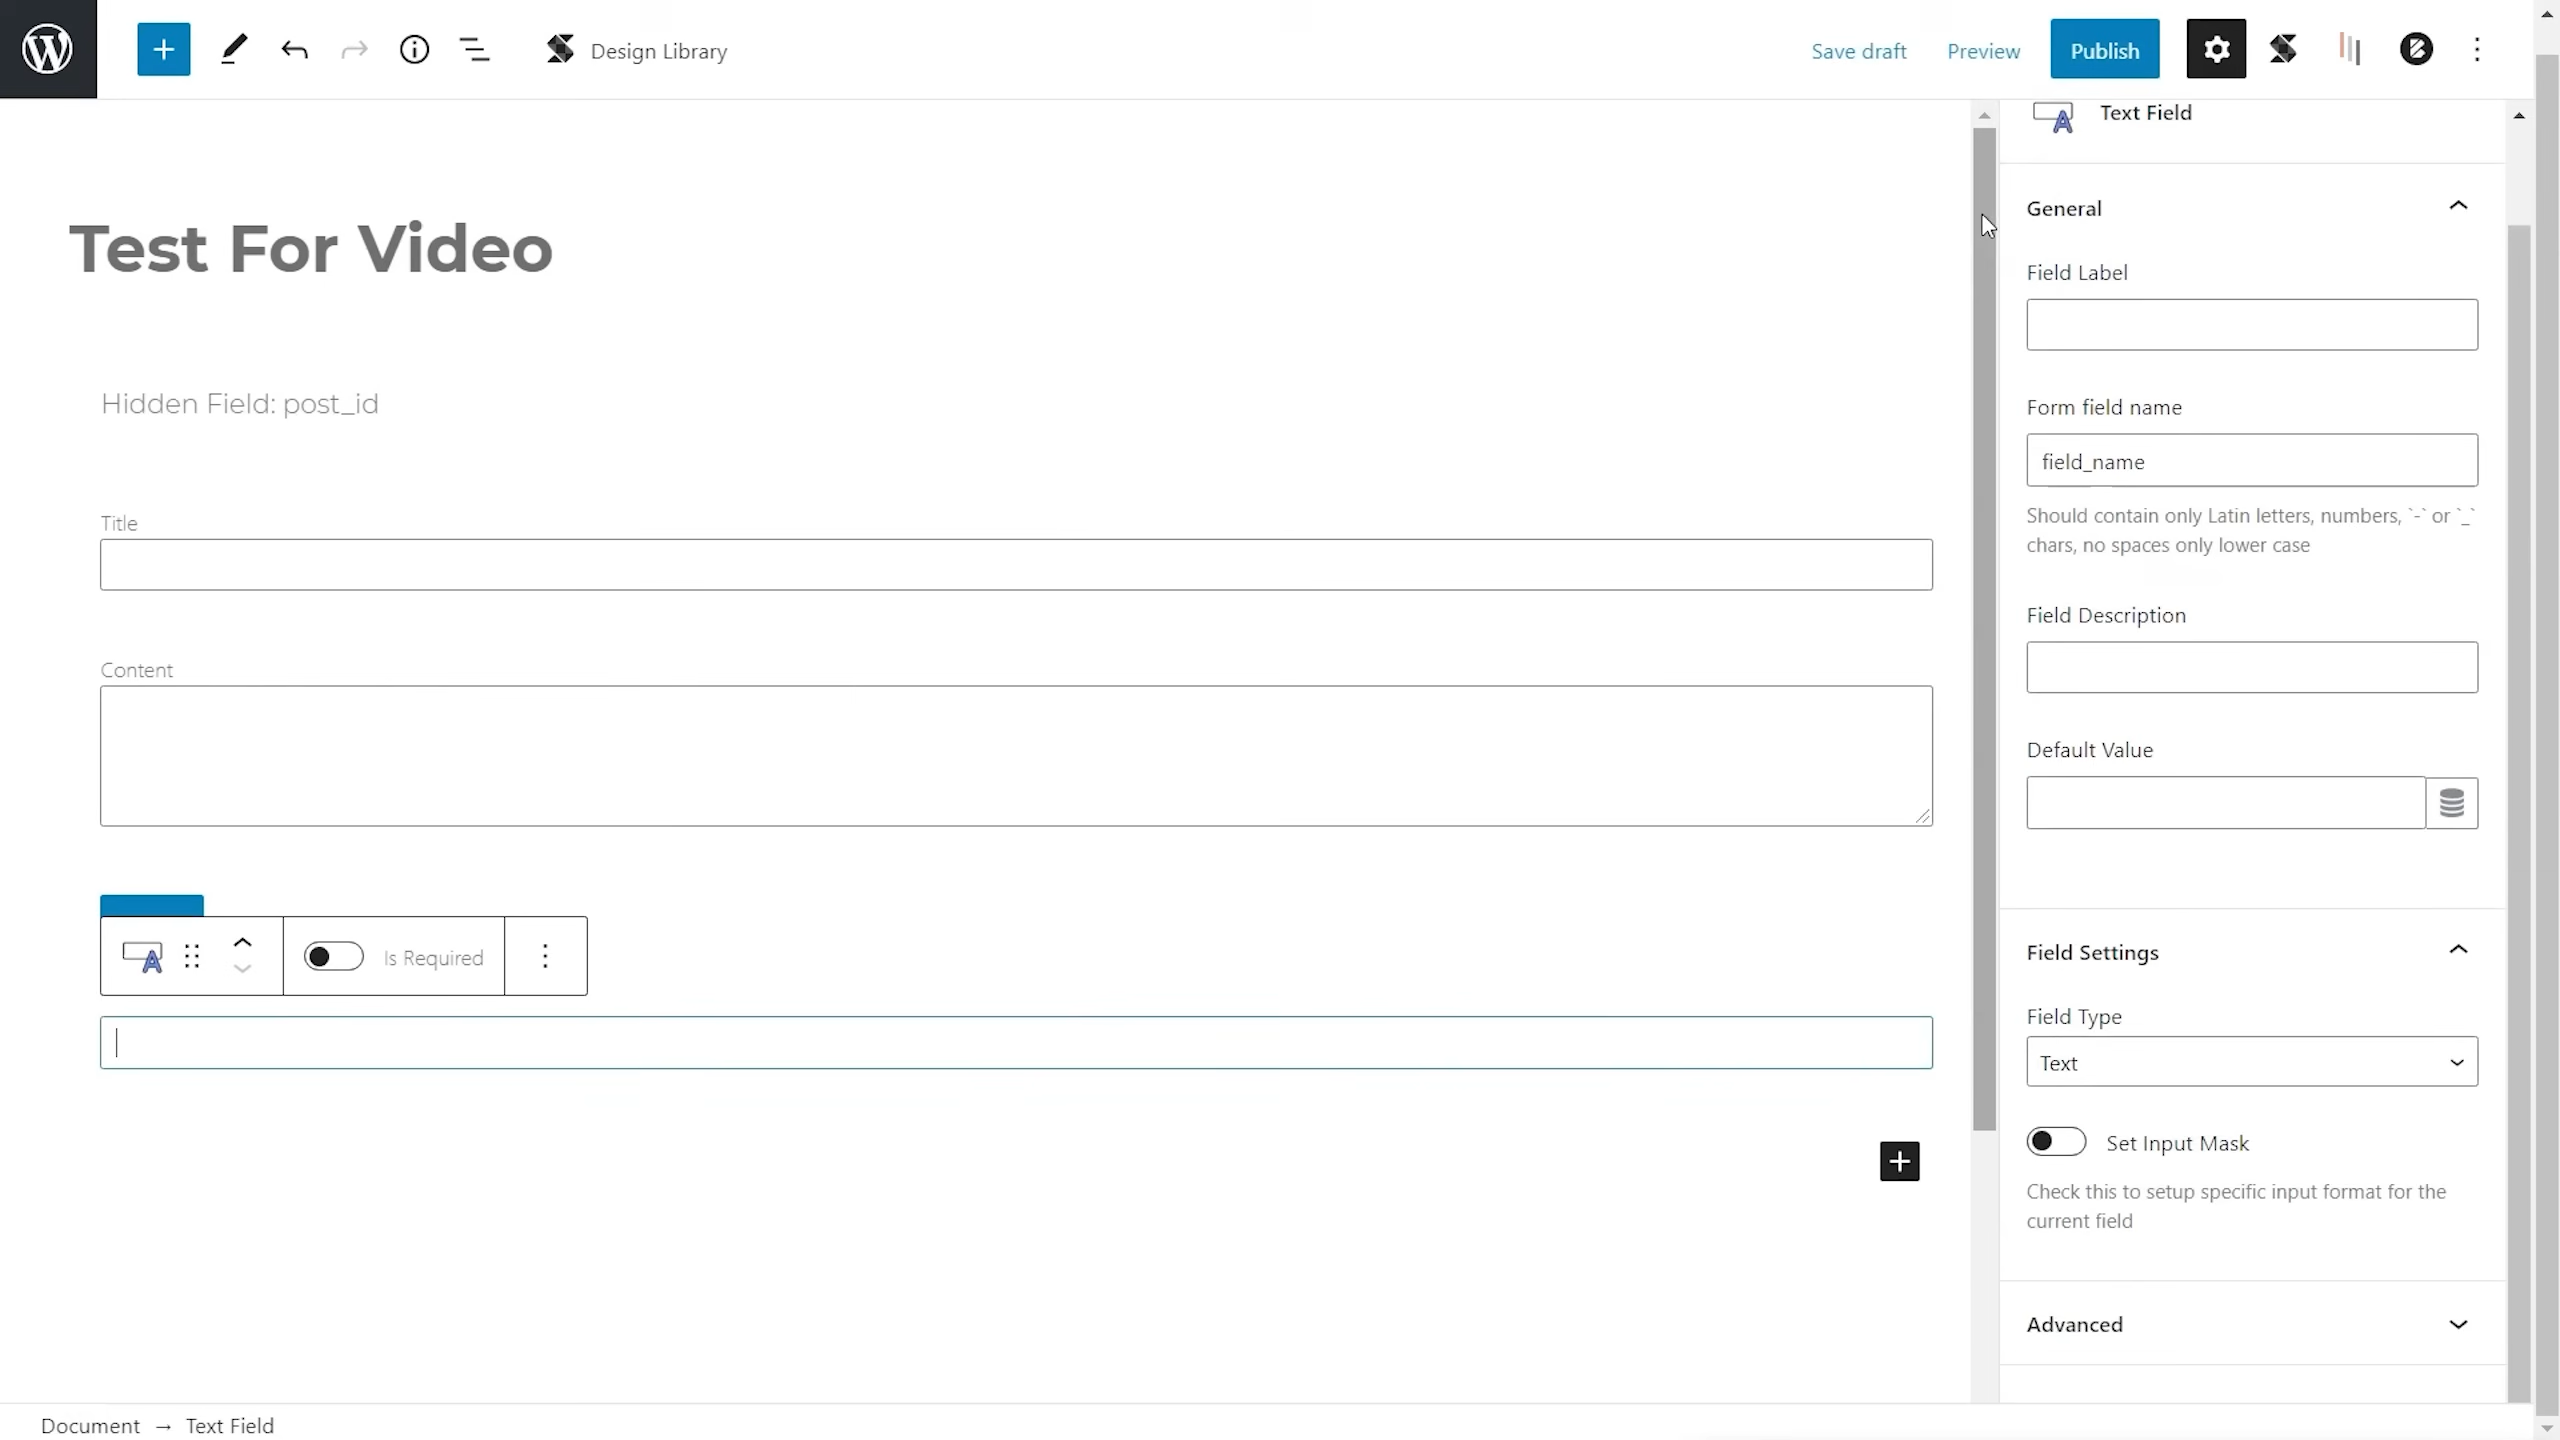 Design Library
Save draft
Preview
Publish
Text Field
General
Test For Video
Field Label
Hidden Field: post_id
Form field name
field_name
Should contain only Latin letters, numbers, `-` or `_`
chars, no spaces only lower case
Title
Field Description
Content
Default Value
Is Required
Field Settings
Field Type
Text
Set Input Mask
Check this to setup specific input format for the
current field
Advanced
Document → Text Field